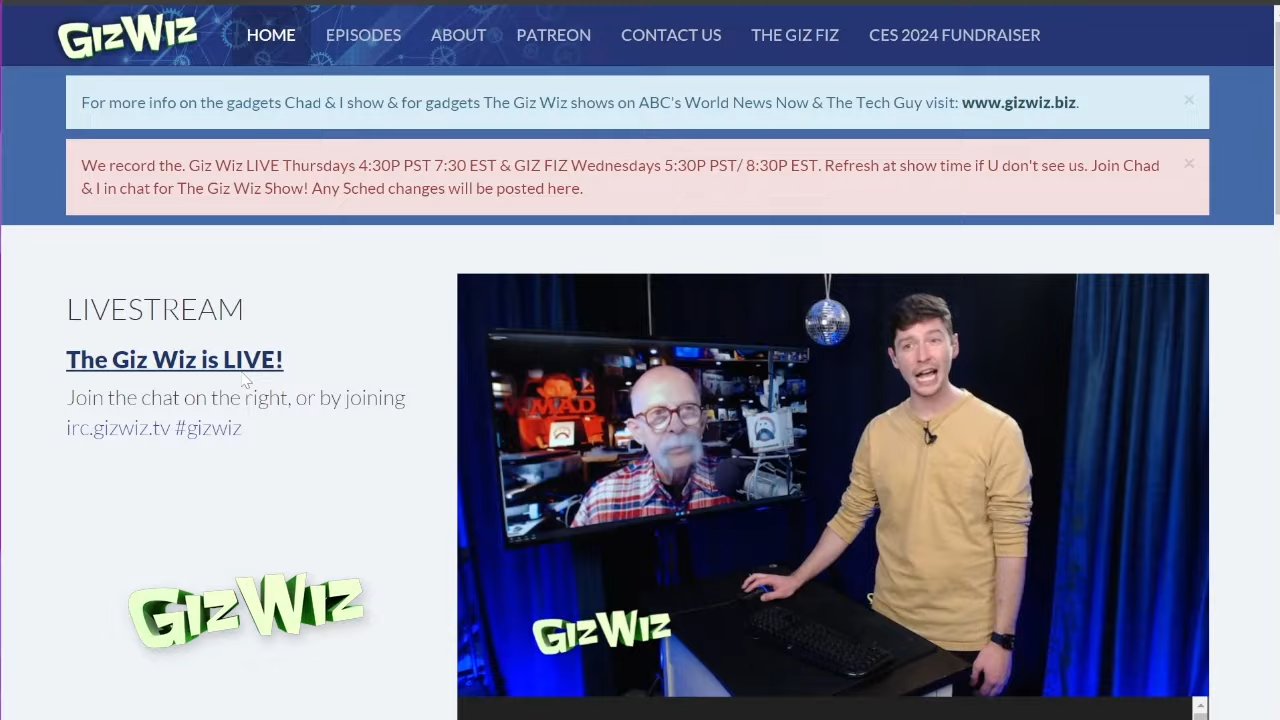 GIZWIZ
HOME EPISODES ABOUT PATREON CONTACT US THE GIZ FIZ CES 2024 FUNDRAISER
For more info on the gadgets Chad & I show & for gadgets The Giz Wiz shows on ABC's World News Now & The Tech Guy visit: www.gizwiz.biz.
We record the. Giz Wiz LIVE Thursdays 4:30P PST 7:30 EST & GIZ FIZ Wednesdays 5:30P PST/ 8:30P EST. Refresh at show time if U don't see us. Join Chad
& I in chat for The Giz Wiz Show! Any Sched changes will be posted here.
LIVESTREAM
The Giz Wiz is LIVE!
Join the chat on the right, or by joining
irc.gizwiz.tv #gizwiz
GIZWIZ
MAD
GIZWIZ